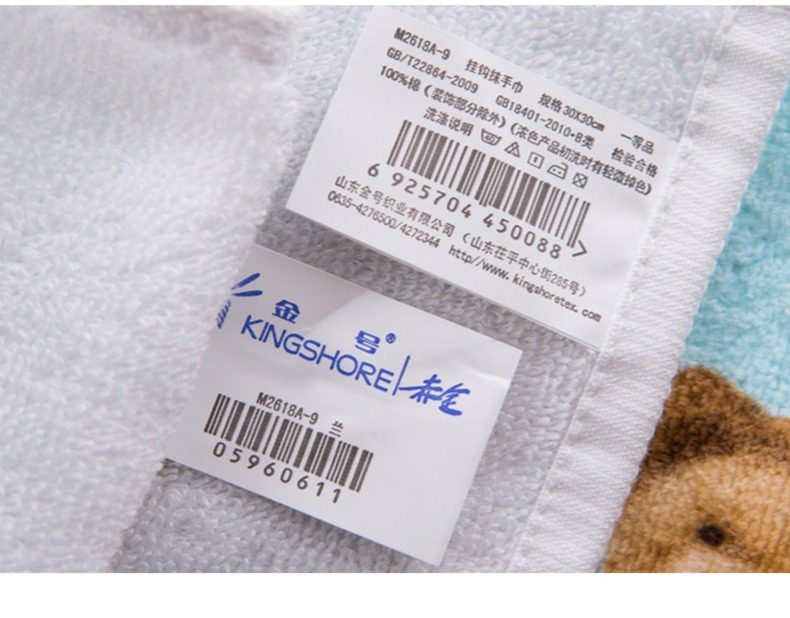 M2618A-9 挂钩抹手巾 规格30X30cm 一等品
GB/T22864-2009 GB18401-2010·B类 检验合格
100%棉（装饰部分除外）（浓色产品初洗时有轻微掉色）
洗涤说明
6 925704 450088 >
山东金号织业有限公司 （山东茌平中心街285号）
0635-4276500/4272344 http//www.kingshoretex.com
金号®
KINGSHORE
M2618A-9 兰
05960611